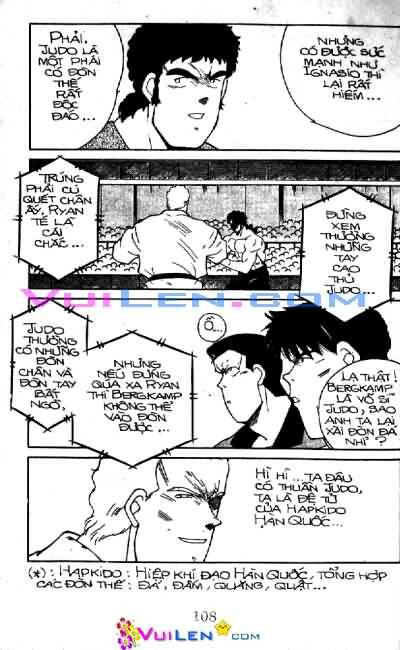 PHẢI,
JUDO LÀ
MỘT PHÁI
CÓ ĐÒN
THẾ
RẤT
ĐỘC
ĐÁO,...
NHƯNG
CÓ ĐƯỢC SỨC
MẠNH NHƯ
IGNASIO THÌ
LẠI RẤT
HIẾM...
TRÚNG
PHẢI CÚ
QUÉT CHÂN
ẤY, RYAN
TÉ LÀ
CÁI
CHẮC...
ĐỪNG
XEM
THƯỜNG
NHỮNG
TAY
CAO
THỦ
JUDO...
VUILEN.COM
JUDO
THƯỜNG
CÓ NHỮNG
ĐÒN
CHÂN VÀ
ĐÒN TAY
BẤT
NGỜ,
NHƯNG
NẾU ĐỨNG
QUÁ XA RYAN
THÌ BERGKAMP
KHÔNG THỂ
VÀO ĐÒN
ĐƯỢC...
Ồ...
LẠ THẬT!
BERGKAMP
LÀ VÕ SĨ
JUDO, SAO
ANH TA LẠI
XÀI ĐÒN ĐÁ
NHỈ?
HÌ HÌ...TA ĐÂU
CÓ THUẦN JUDO,
TA LÀ ĐỆ TỬ
CỦA HAPKIDO
HÀN QUỐC...
(*): HAPKIDO: HIỆP KHÍ ĐẠO HÀN QUỐC, TỔNG HỢP
CÁC ĐÒN THẾ: ĐÁ, ĐẤM, QUĂNG, QUẬT...
108
VUILEN.COM